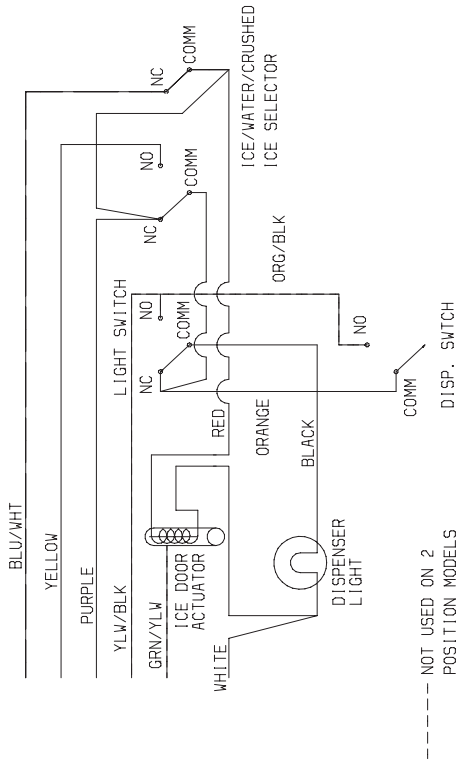 BLU/WHT
YELLOW
PURPLE
YLW/BLK
GRN/YLW
WHITE
ICE DOOR
ACTUATOR
DISPENSER
LIGHT
RED
ORANGE
BLACK
LIGHT SWITCH
NC
NO
COMM
NC
NO
COMM
NC
COMM
ICE/WATER/CRUSHED
ICE SELECTOR
ORG/BLK
NO
COMM
DISP. SWTCH
----- NOT USED ON 2
POSITION MODELS